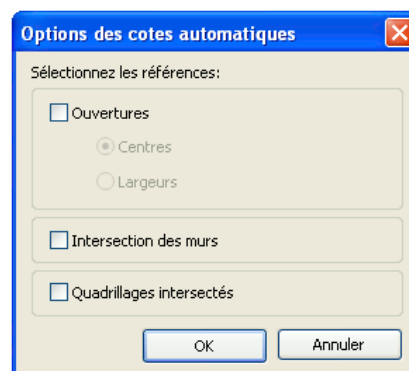 Options des cotes automatiques
Sélectionnez les références:
Ouvertures
Centres
Largeurs
Intersection des murs
Quadrillages intersectés
OK Annuler